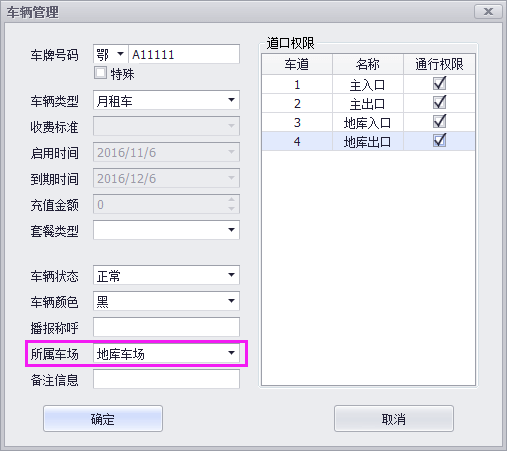 车辆管理
车牌号码 鄂 A11111
特殊
车辆类型 月租车
收费标准
启用时间 2016/11/6
到期时间 2016/12/6
充值金额 0
套餐类型
车辆状态 正常
车辆颜色 黑
播报称呼
所属车场 地库车场
备注信息
确定
道口权限
车道 名称 通行权限
1 主入口
2 主出口
3 地库入口
4 地库出口
取消